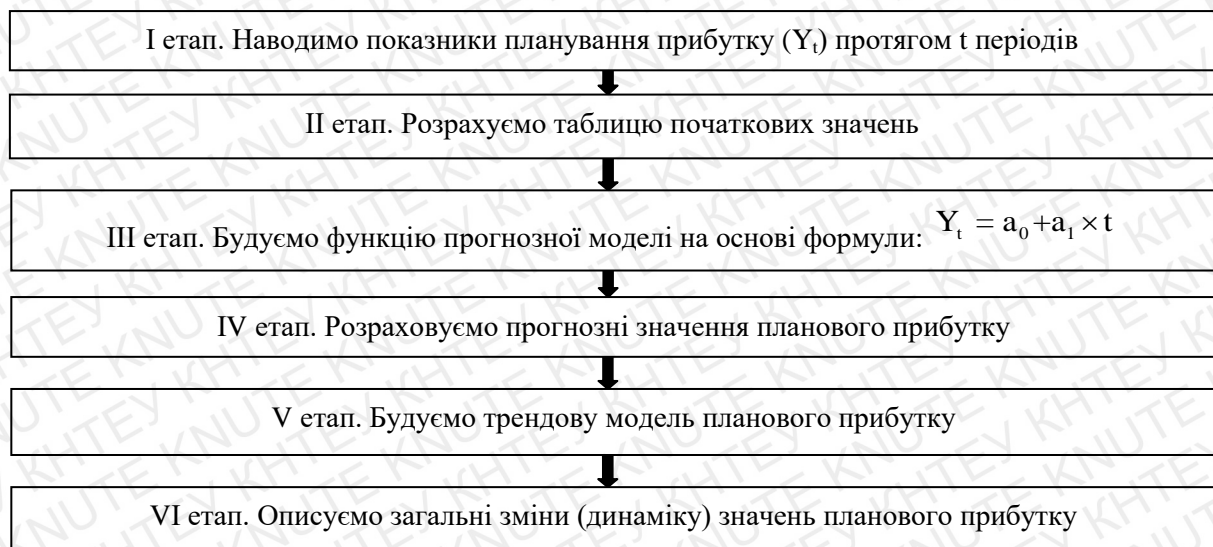 I етап. Наводимо показники планування прибутку (Yₜ) протягом t періодів
II етап. Розрахуємо таблицю початкових значень
III етап. Будуємо функцію прогнозної моделі на основі формули: Yₜ = a₀+a₁ × t
IV етап. Розраховуємо прогнозні значення планового прибутку
V етап. Будуємо трендову модель планового прибутку
VI етап. Описуємо загальні зміни (динаміку) значень планового прибутку